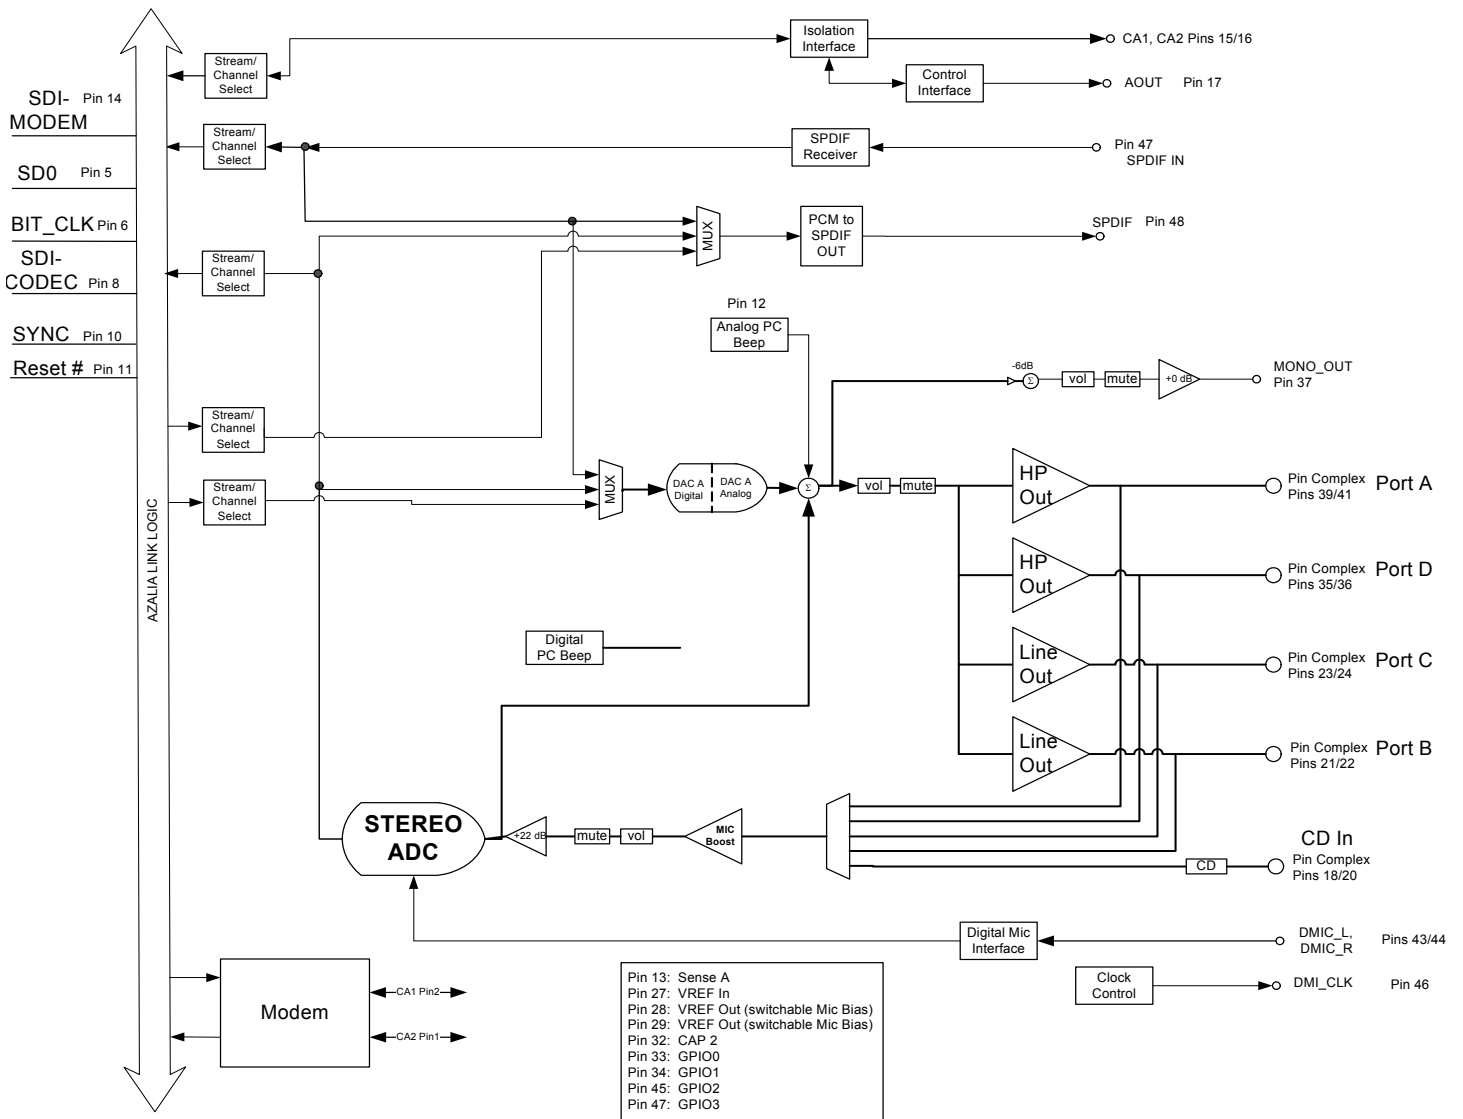 Isolation
Interface
CA1, CA2 Pins 15/16
Stream/
Channel
Select
Control
Interface
AOUT Pin 17
SDI- Pin 14
MODEM
Stream/
Channel
Select
SPDIF
Receiver
Pin 47
SPDIF IN
SD0 Pin 5
BIT_CLK Pin 6
MUX
PCM to
SPDIF
OUT
SPDIF Pin 48
SDI-
CODEC Pin 8
Stream/
Channel
Select
Pin 12
Analog PC
Beep
SYNC Pin 10
Reset # Pin 11
-6dB
Σ
vol
mute
+0 dB
MONO_OUT
Pin 37
Stream/
Channel
Select
Stream/
Channel
Select
MUX
DAC A
Digital
DAC A
Analog
Σ
vol
mute
HP
Out
Pin Complex
Pins 39/41
Port A
AZALIA LINK LOGIC
HP
Out
Pin Complex
Pins 35/36
Port D
Digital
PC Beep
Line
Out
Pin Complex
Pins 23/24
Port C
Line
Out
Pin Complex
Pins 21/22
Port B
STEREO
ADC
+22 dB
mute
vol
MIC
Boost
CD In
CD
Pin Complex
Pins 18/20
Digital Mic
Interface
DMIC_L,
DMIC_R
Pins 43/44
Clock
Control
DMI_CLK Pin 46
Modem
CA1 Pin2
CA2 Pin1
Pin 13: Sense A
Pin 27: VREF In
Pin 28: VREF Out (switchable Mic Bias)
Pin 29: VREF Out (switchable Mic Bias)
Pin 32: CAP 2
Pin 33: GPIO0
Pin 34: GPIO1
Pin 45: GPIO2
Pin 47: GPIO3